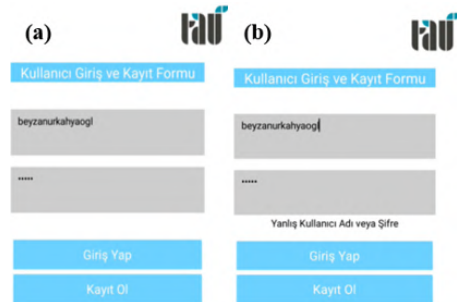 (a)
tau
Kullanıcı Giriş ve Kayıt Formu
beyzanurkahyaogl
•••••
Giriş Yap
Kayıt Ol
(b)
tau
Kullanıcı Giriş ve Kayıt Formu
beyzanurkahyaogl
•••••
Yanlış Kullanıcı Adı veya Şifre
Giriş Yap
Kayıt Ol